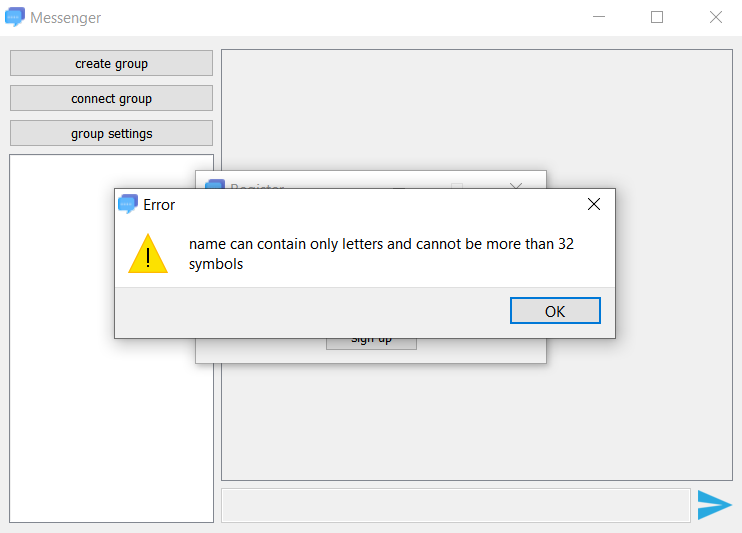 Messenger
create group
connect group
group settings
Register
Error
name can contain only letters and cannot be more than 32
symbols
OK
sign up